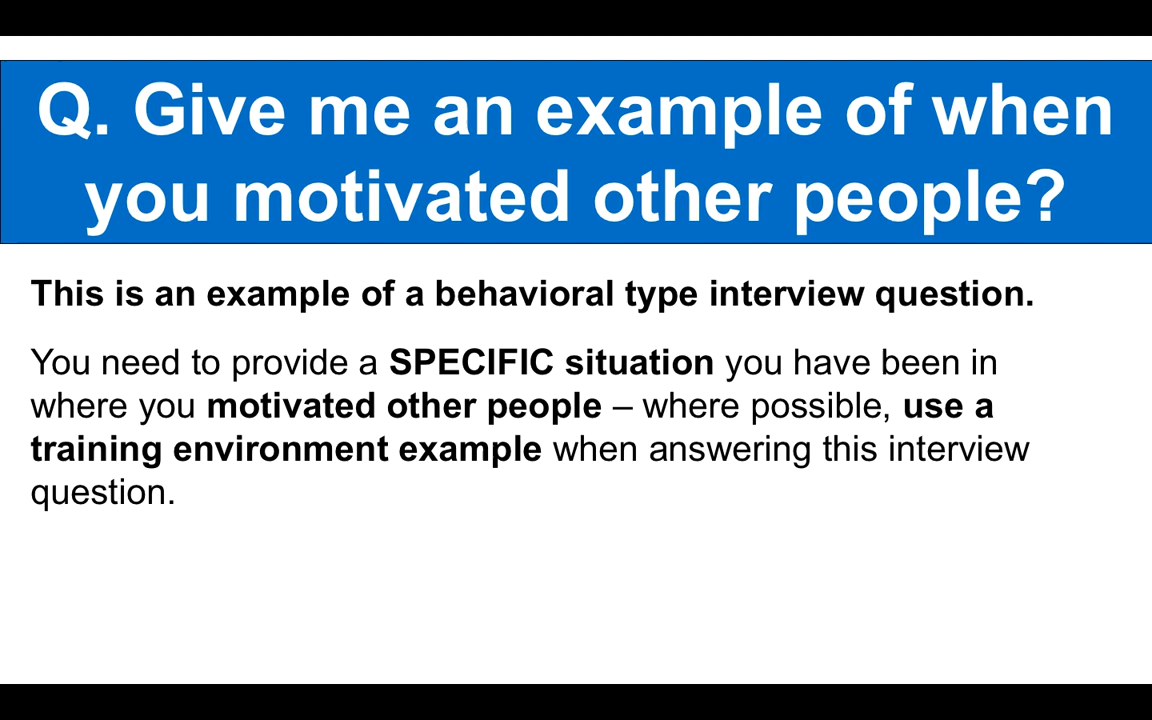 Q. Give me an example of when
you motivated other people?
This is an example of a behavioral type interview question.
You need to provide a SPECIFIC situation you have been in
where you motivated other people – where possible, use a
training environment example when answering this interview
question.